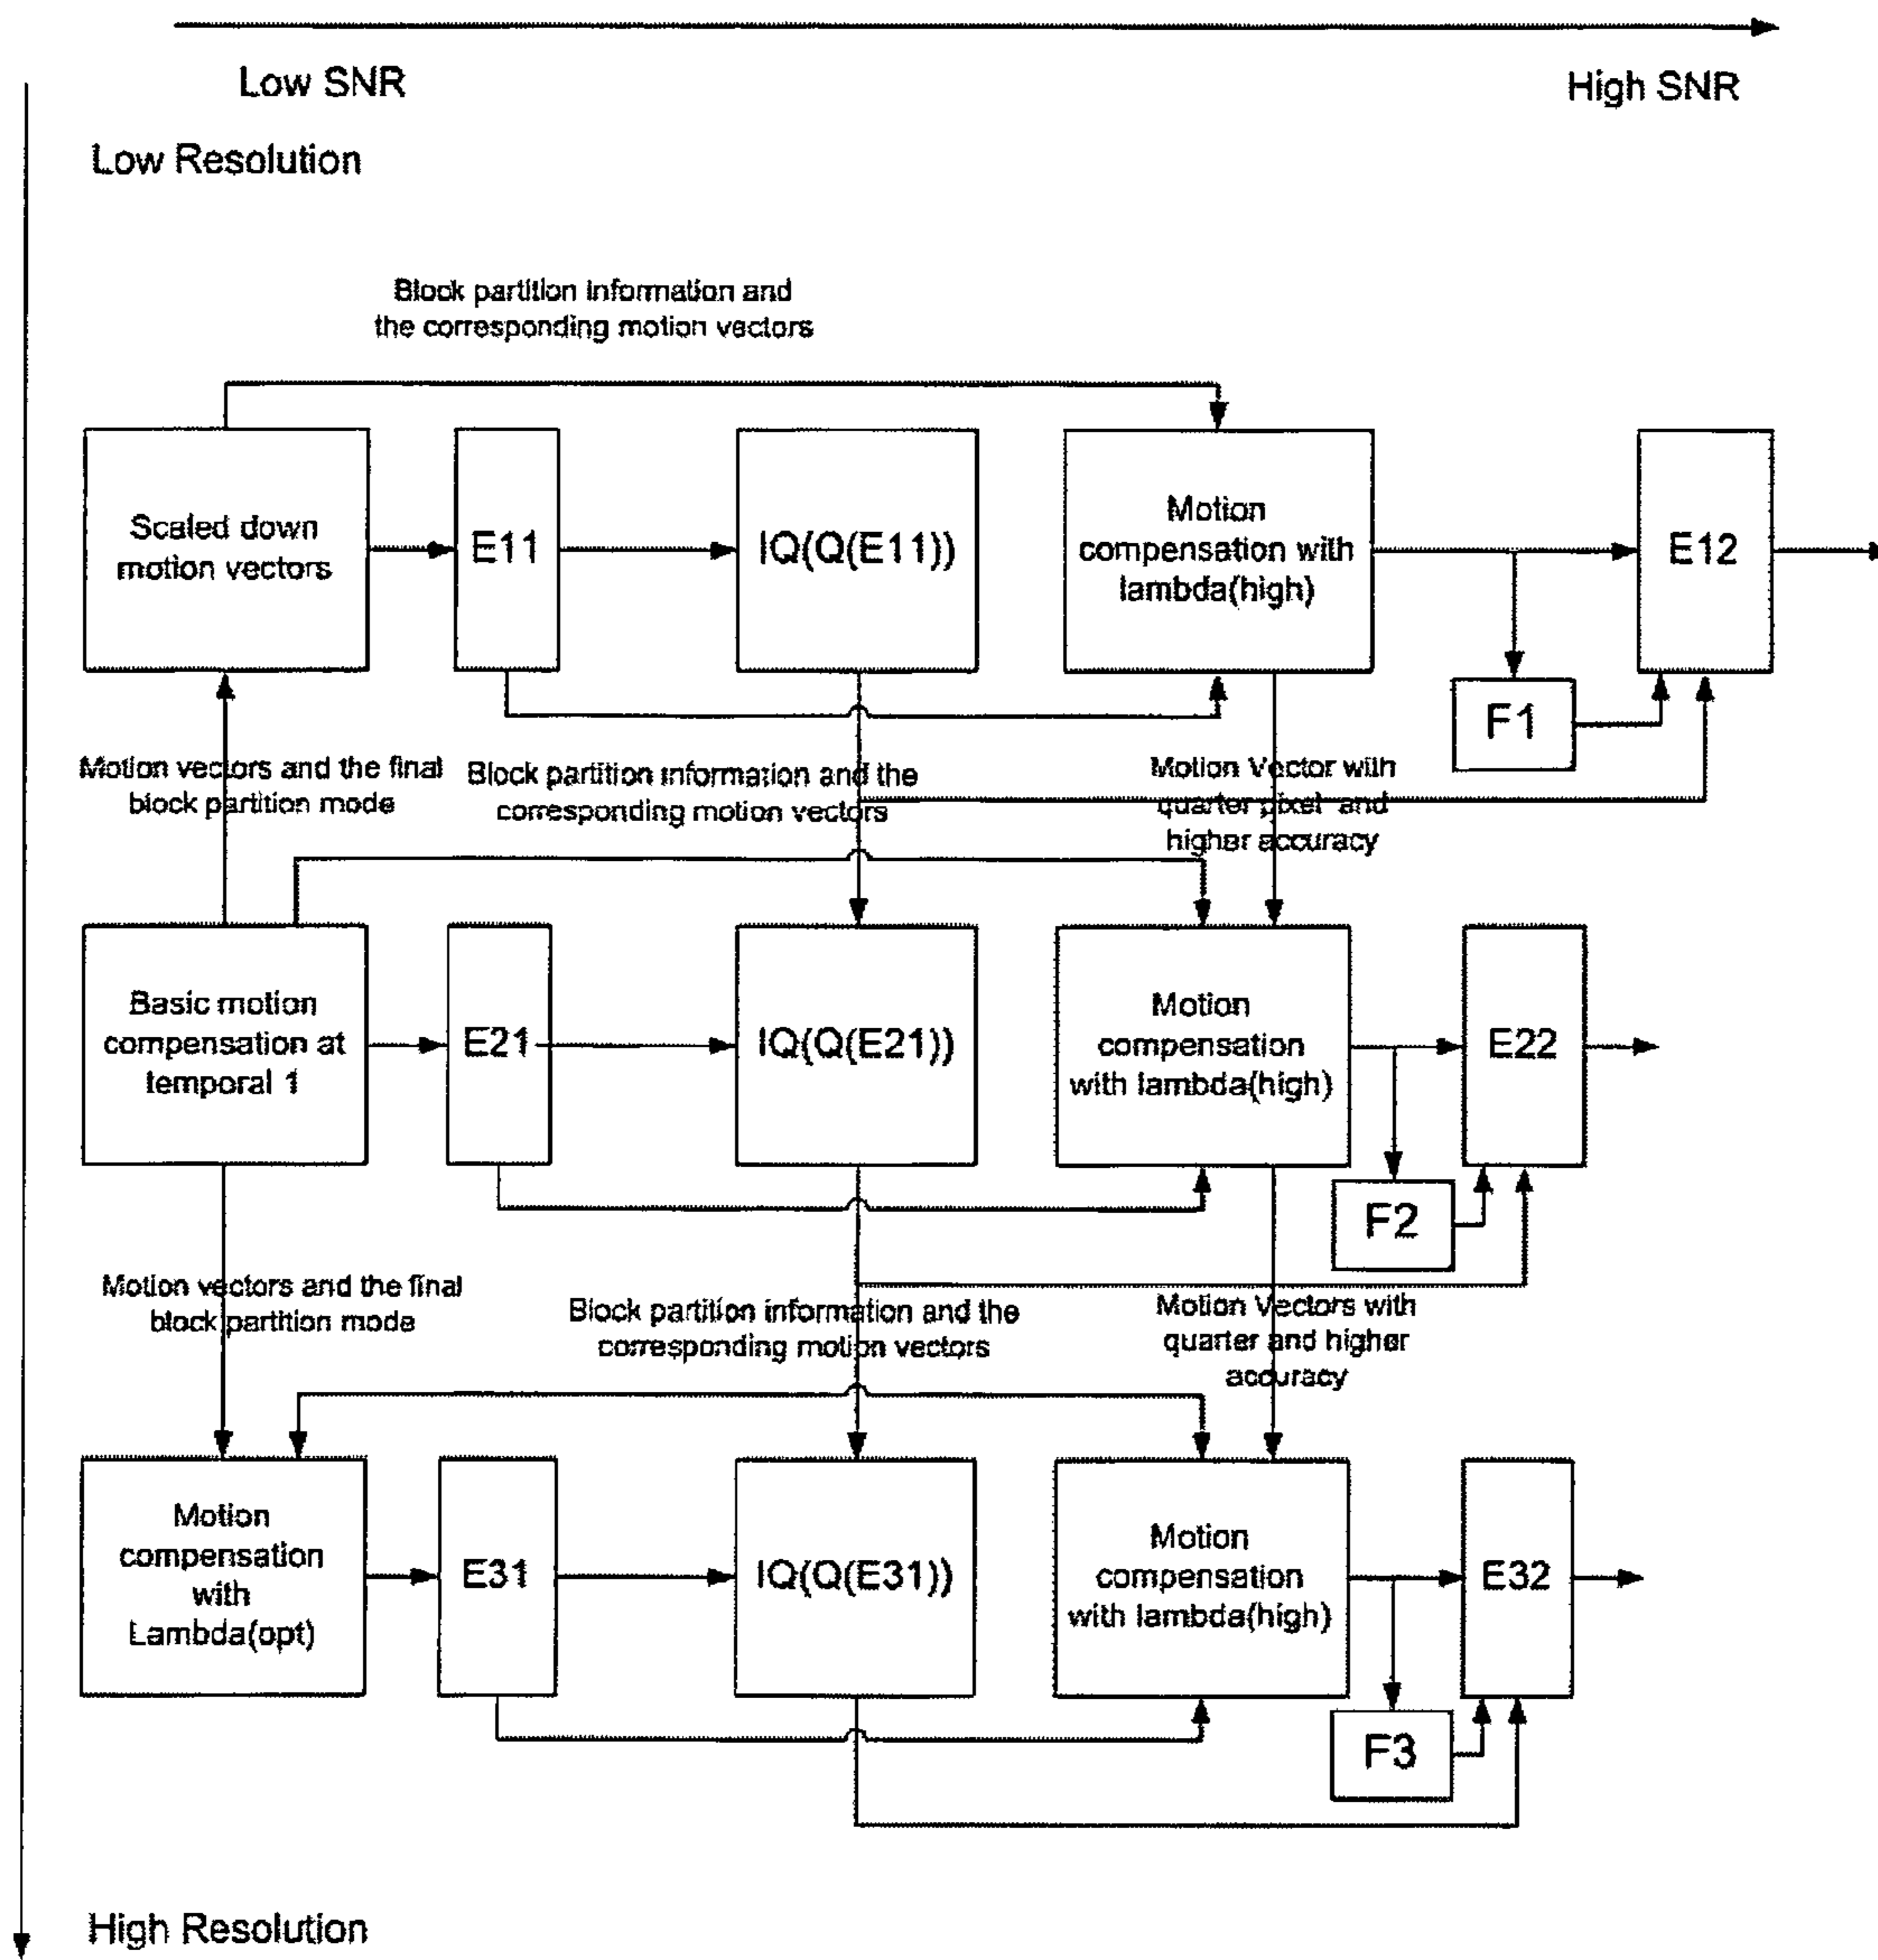 Low SNR
High SNR
Low Resolution
Block partition information and
the corresponding motion vectors
Scaled down
motion vectors
E11
IQ(Q(E11))
Motion
compensation with
lambda(high)
E12
F1
Motion vectors and the final
block partition mode
Block partition information and the
corresponding motion vectors
Motion Vector with
quarter pixel and
higher accuracy
Basic motion
compensation at
temporal 1
E21
IQ(Q(E21))
Motion
compensation
with lambda(high)
E22
F2
Motion vectors and the final
block partition mode
Block partition information and the
corresponding motion vectors
Motion Vectors with
quarter and higher
accuracy
Motion
compensation
with
Lambda(opt)
E31
IQ(Q(E31))
Motion
compensation
with lambda(high)
E32
F3
High Resolution